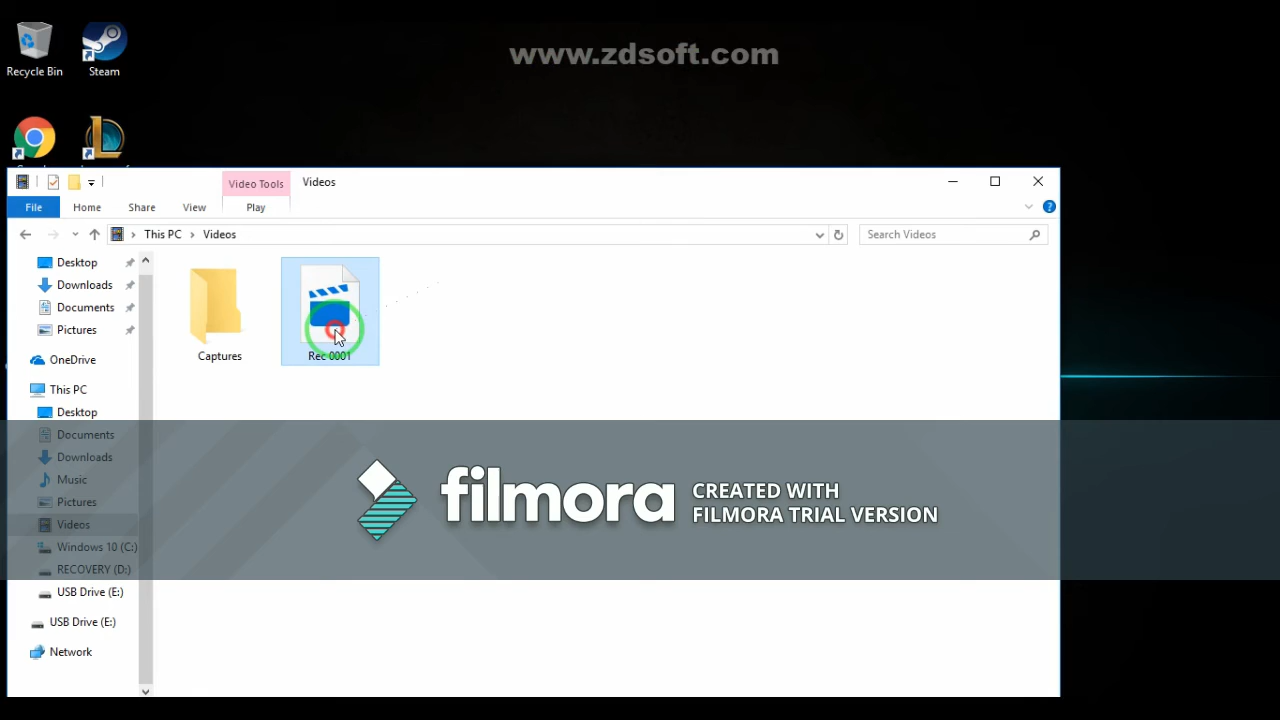 www.zdsoft.com
Recycle Bin
Steam
Video Tools
Videos
File
Home
Share
View
Play
This PC
Videos
Search Videos
Desktop
Downloads
Documents
Pictures
OneDrive
This PC
Desktop
Documents
Downloads
Music
Pictures
Videos
Windows 10 (C:)
RECOVERY (D:)
USB Drive (E:)
USB Drive (E:)
Network
Captures
Rec 0001
filmora
CREATED WITH
FILMORA TRIAL VERSION